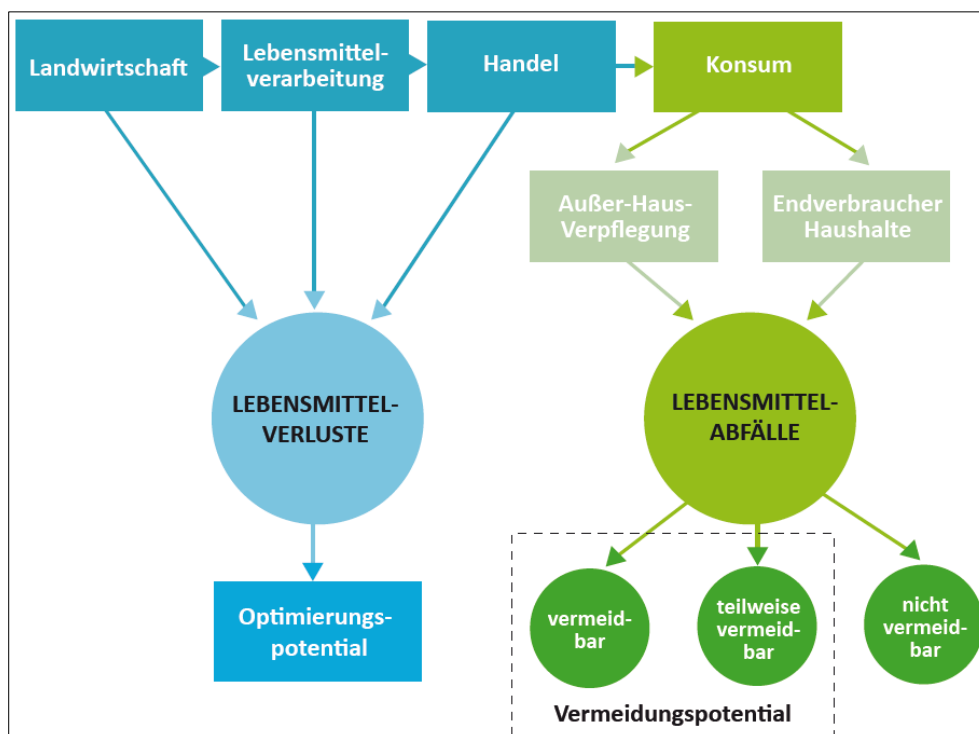 Landwirtschaft
Lebensmittel-
verarbeitung
Handel
Konsum
Außer-Haus-
Verpflegung
Endverbraucher
Haushalte
LEBENSMITTEL-
VERLUSTE
LEBENSMITTEL-
ABFÄLLE
Optimierungs-
potential
vermeid-
bar
teilweise
vermeid-
bar
nicht
vermeid-
bar
Vermeidungspotential